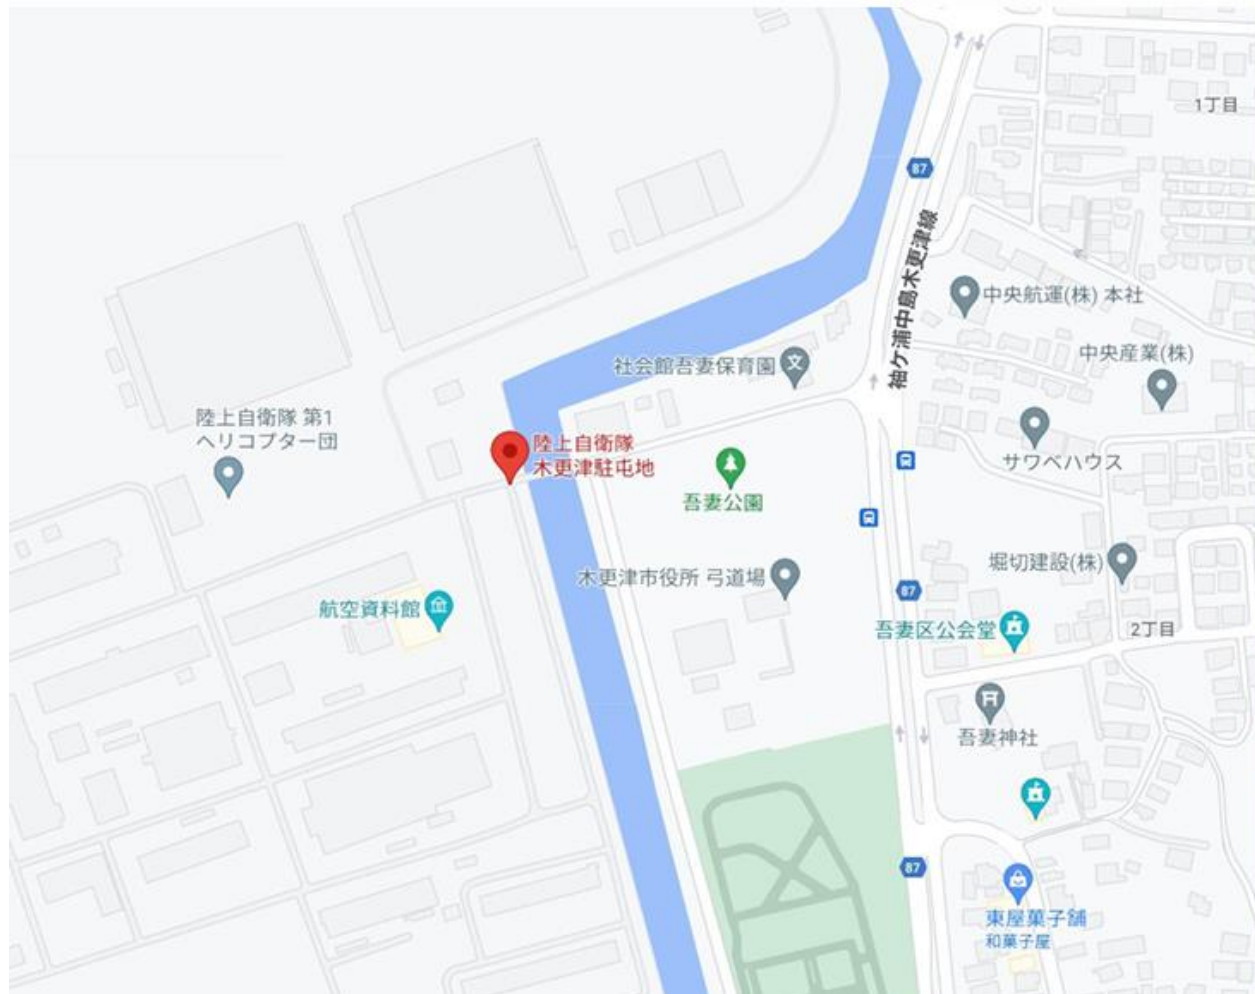 1丁目
87
袖ケ浦中島木更津線
中央航運(株) 本社
中央産業(株)
社会館吾妻保育園
文
陸上自衛隊 第1
ヘリコプター団
陸上自衛隊
木更津駐屯地
サワベハウス
吾妻公園
堀切建設(株)
木更津市役所 弓道場
87
航空資料館
吾妻区公会堂
2丁目
吾妻神社
87
東屋菓子舗
和菓子屋